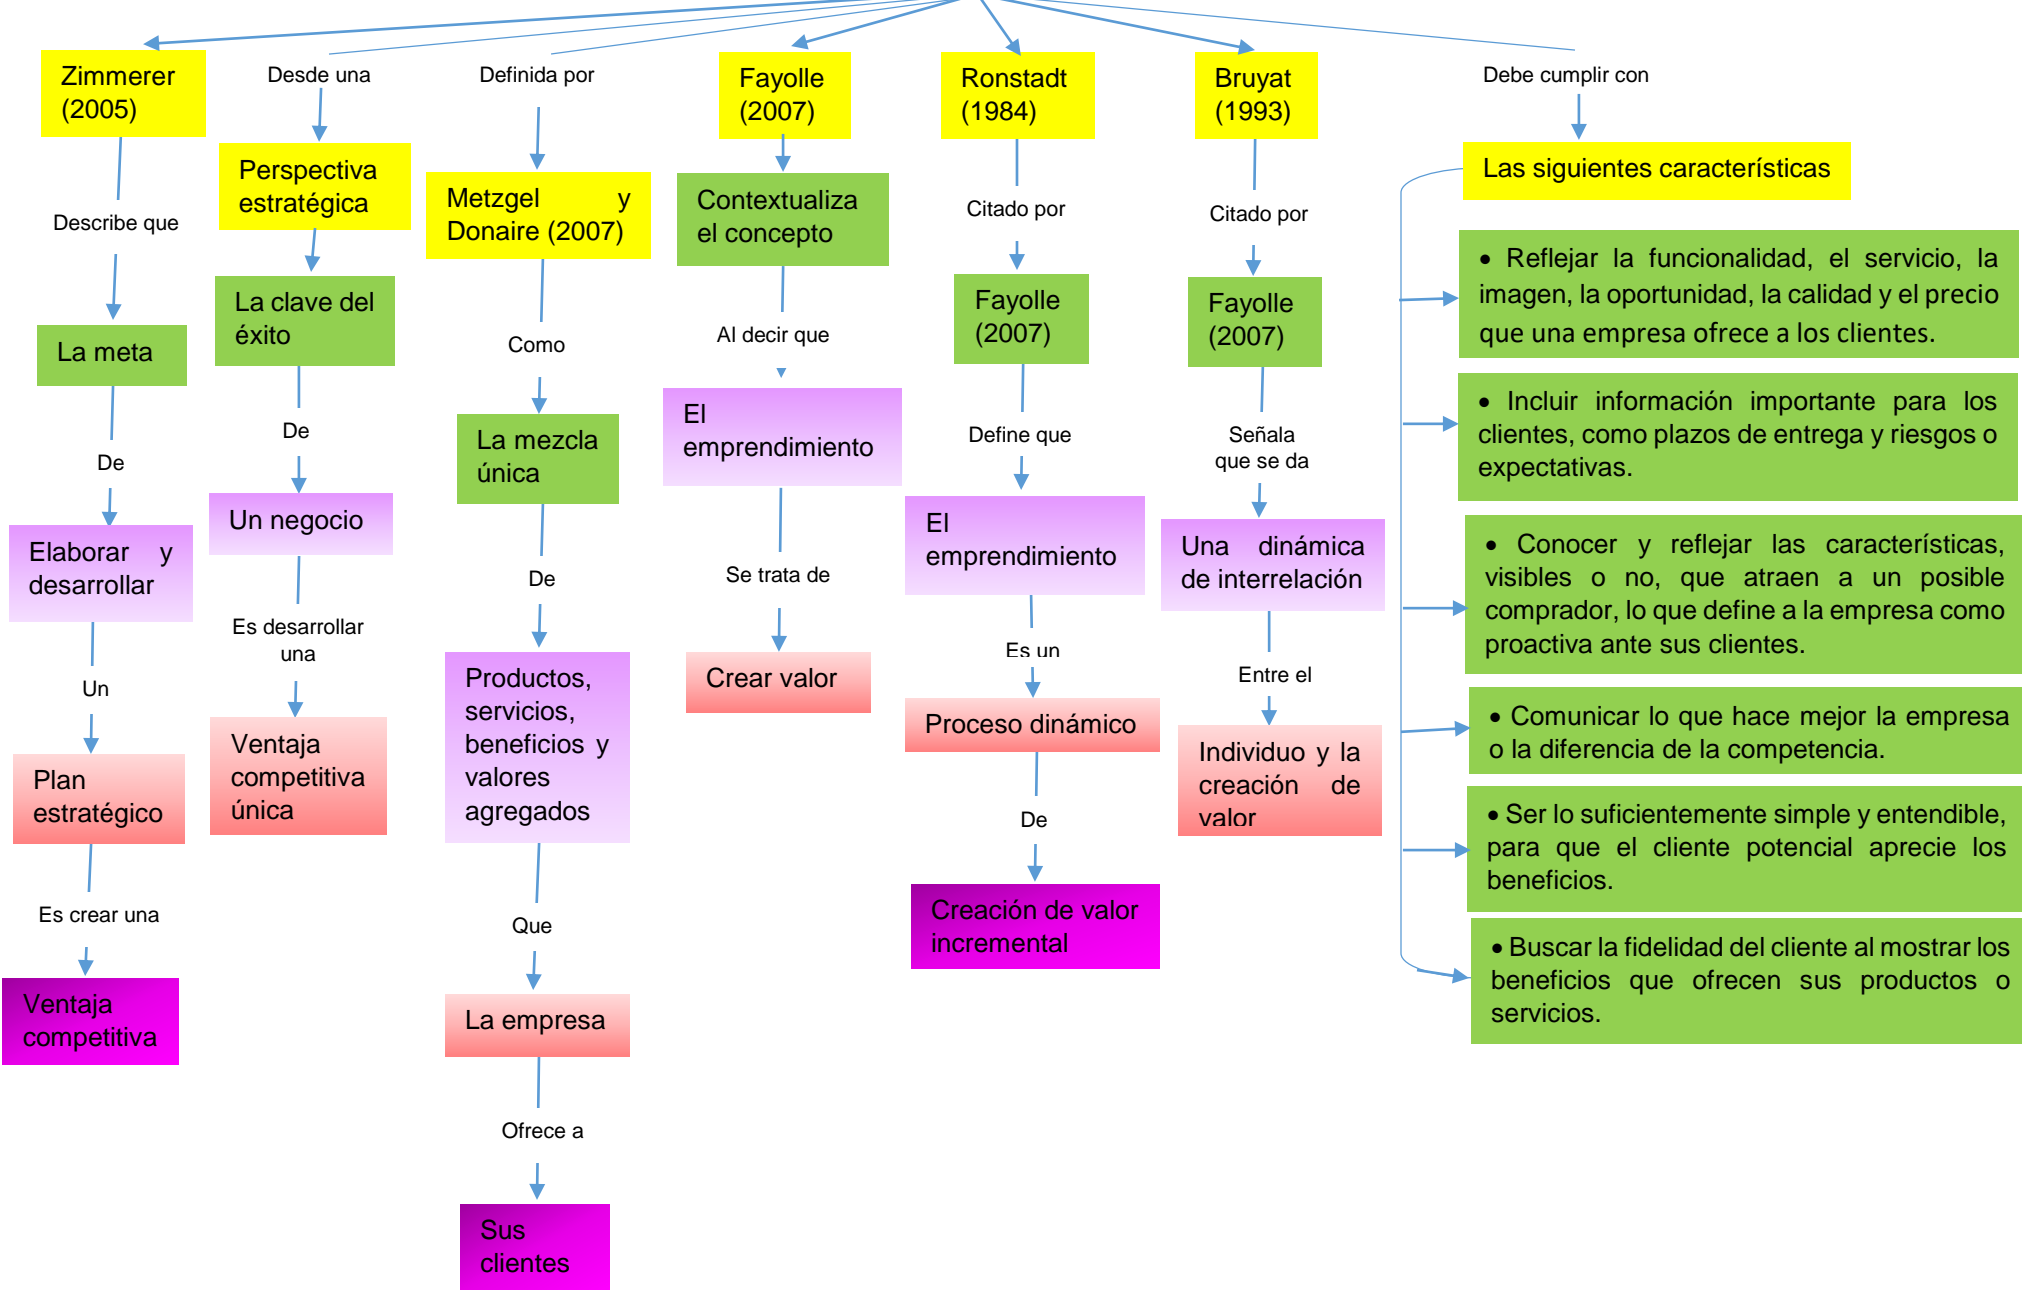 Zimmerer
(2005)
Describe que
La meta
De
Elaborar y
desarrollar
Un
Plan
estratégico
Es crear una
Ventaja
competitiva
Desde una
Perspectiva
estratégica
La clave del
éxito
De
Un negocio
Es desarrollar
una
Ventaja
competitiva
única
Definida por
Metzgel y
Donaire (2007)
Como
La mezcla
única
De
Productos,
servicios,
beneficios y
valores
agregados
Que
La empresa
Ofrece a
Sus
clientes
Fayolle
(2007)
Contextualiza
el concepto
Al decir que
El
emprendimiento
Se trata de
Crear valor
Ronstadt
(1984)
Citado por
Fayolle
(2007)
Define que
El
emprendimiento
Es un
Proceso dinámico
De
Creación de valor
incremental
Bruyat
(1993)
Citado por
Fayolle
(2007)
Señala
que se da
Una dinámica
de interrelación
Entre el
Individuo y la
creación de
valor
Debe cumplir con
Las siguientes características
• Reflejar la funcionalidad, el servicio, la
imagen, la oportunidad, la calidad y el precio
que una empresa ofrece a los clientes.
• Incluir información importante para los
clientes, como plazos de entrega y riesgos o
expectativas.
• Conocer y reflejar las características,
visibles o no, que atraen a un posible
comprador, lo que define a la empresa como
proactiva ante sus clientes.
• Comunicar lo que hace mejor la empresa
o la diferencia de la competencia.
• Ser lo suficientemente simple y entendible,
para que el cliente potencial aprecie los
beneficios.
• Buscar la fidelidad del cliente al mostrar los
beneficios que ofrecen sus productos o
servicios.